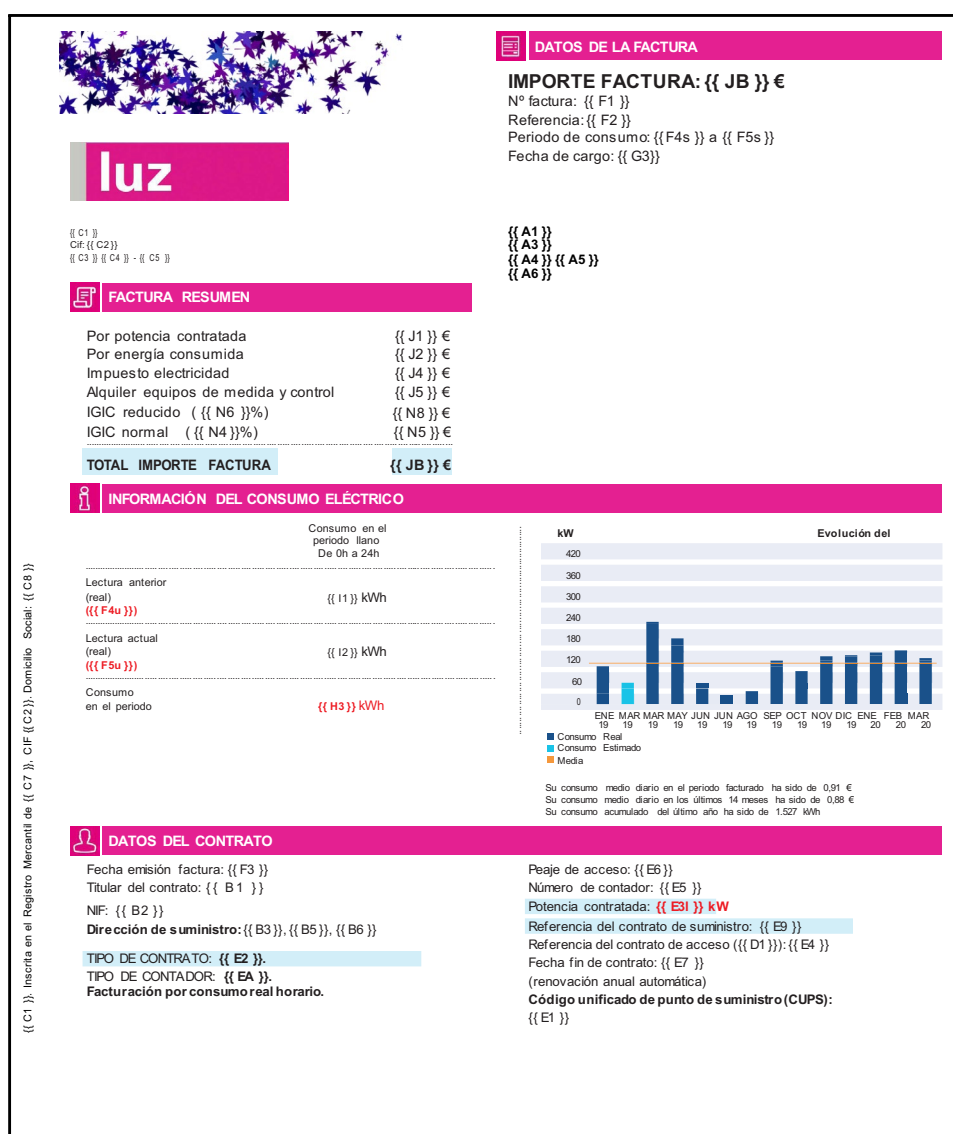 DATOS DE LA FACTURA
IMPORTE FACTURA: {{ JB }} €
Nº factura: {{ F1 }}
Referencia: {{ F2 }}
Periodo de consumo: {{ F4s }} a {{ F5s }}
Fecha de cargo: {{ G3}}
luz
{{ C1 }}
Cif: {{ C2 }}
{{ C3 }} {{ C4 }} - {{ C5 }}
{{ A1 }}
{{ A3 }}
{{ A4 }} {{ A5 }}
{{ A6 }}
FACTURA RESUMEN
Por potencia contratada {{ J1 }} €
Por energía consumida {{ J2 }} €
Impuesto electricidad {{ J4 }} €
Alquiler equipos de medida y control {{ J5 }} €
IGIC reducido ( {{ N6 }}%) {{ N8 }} €
IGIC normal ( {{ N4 }}%) {{ N5 }} €
TOTAL IMPORTE FACTURA {{ JB }} €
INFORMACIÓN DEL CONSUMO ELÉCTRICO
Consumo en el
periodo llano
De 0h a 24h
Lectura anterior
(real) {{ I1 }} kWh
({{ F4u }})
Lectura actual
(real) {{ I2 }} kWh
({{ F5u }})
Consumo
en el periodo {{ H3 }} kWh
kW Evolución del
420
360
300
240
180
120
60
0
ENE MAR MAR MAY JUN JUN AGO SEP OCT NOV DIC ENE FEB MAR
19 19 19 19 19 19 19 19 19 19 19 20 20 20
Consumo Real
Consumo Estimado
Media
Su consumo medio diario en el periodo facturado ha sido de 0,91 €
Su consumo medio diario en los últimos 14 meses ha sido de 0,88 €
Su consumo acumulado del último año ha sido de 1.527 kWh
DATOS DEL CONTRATO
Fecha emisión factura: {{ F3 }}
Titular del contrato: {{ B1 }}
NIF: {{ B2 }}
Dirección de suministro: {{ B3 }}, {{ B5 }}, {{ B6 }}
TIPO DE CONTRATO: {{ E2 }}.
TIPO DE CONTADOR: {{ EA }}.
Facturación por consumo real horario.
Peaje de acceso: {{ E6 }}
Número de contador: {{ E5 }}
Potencia contratada: {{ E3l }} kW
Referencia del contrato de suministro: {{ E9 }}
Referencia del contrato de acceso ({{ D1 }}): {{ E4 }}
Fecha fin de contrato: {{ E7 }}
(renovación anual automática)
Código unificado de punto de suministro (CUPS):
{{ E1 }}
{{ C1 }}. Inscrita en el Registro Mercantil de {{ C7 }}, CIF {{ C2 }}. Domicilio Social: {{ C8 }}